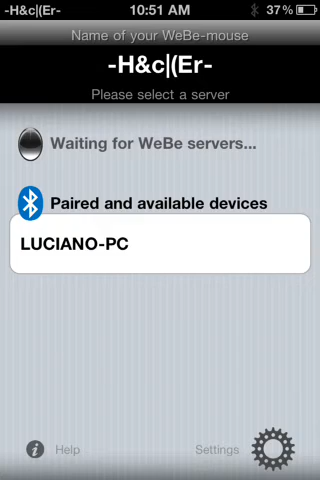 -H&c|(Er- 10:51 AM 37%
Name of your WeBe-mouse
-H&c|(Er-
Please select a server
Waiting for WeBe servers...
Paired and available devices
LUCIANO-PC
Help Settings